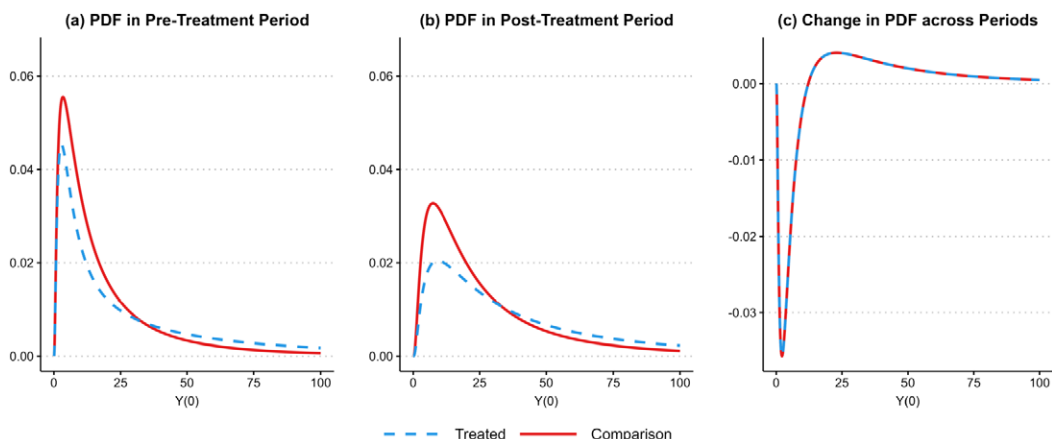 (a) PDF in Pre-Treatment Period
0.06
0.04
0.02
0.00
0 25 50 75 100
Y(0)
(b) PDF in Post-Treatment Period
0.06
0.04
0.02
0.00
0 25 50 75 100
Y(0)
(c) Change in PDF across Periods
0.00
-0.01
-0.02
-0.03
0 25 50 75 100
Y(0)
Treated Comparison